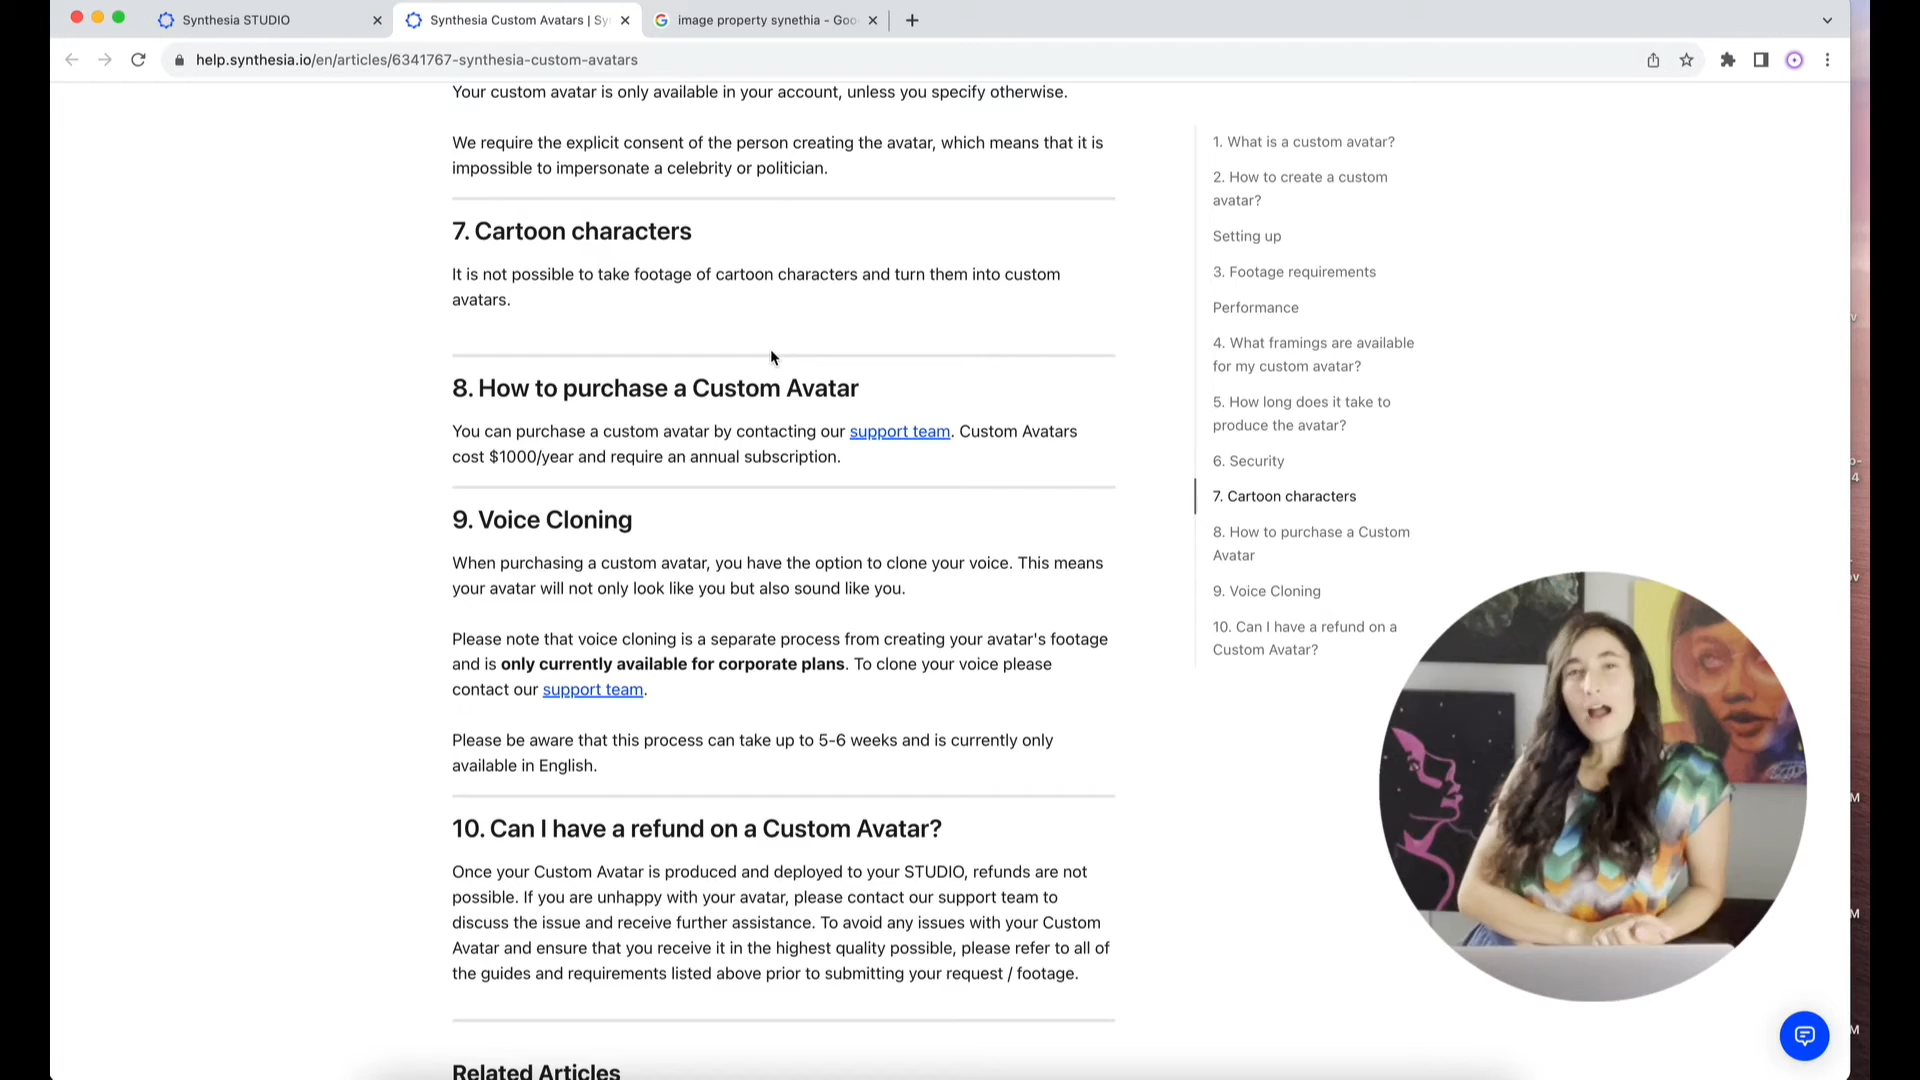 Synthesia STUDIO
Synthesia Custom Avatars | Sy
image property synethia - Goo
help.synthesia.io/en/articles/6341767-synthesia-custom-avatars
Your custom avatar is only available in your account, unless you specify otherwise.
We require the explicit consent of the person creating the avatar, which means that it is
impossible to impersonate a celebrity or politician.
7. Cartoon characters
It is not possible to take footage of cartoon characters and turn them into custom
avatars.
8. How to purchase a Custom Avatar
You can purchase a custom avatar by contacting our support team. Custom Avatars
cost $1000/year and require an annual subscription.
9. Voice Cloning
When purchasing a custom avatar, you have the option to clone your voice. This means
your avatar will not only look like you but also sound like you.
Please note that voice cloning is a separate process from creating your avatar's footage
and is only currently available for corporate plans. To clone your voice please
contact our support team.
Please be aware that this process can take up to 5-6 weeks and is currently only
available in English.
10. Can I have a refund on a Custom Avatar?
Once your Custom Avatar is produced and deployed to your STUDIO, refunds are not
possible. If you are unhappy with your avatar, please contact our support team to
discuss the issue and receive further assistance. To avoid any issues with your Custom
Avatar and ensure that you receive it in the highest quality possible, please refer to all of
the guides and requirements listed above prior to submitting your request / footage.
Related Articles
1. What is a custom avatar?
2. How to create a custom
avatar?
Setting up
3. Footage requirements
Performance
4. What framings are available
for my custom avatar?
5. How long does it take to
produce the avatar?
6. Security
7. Cartoon characters
8. How to purchase a Custom
Avatar
9. Voice Cloning
10. Can I have a refund on a
Custom Avatar?